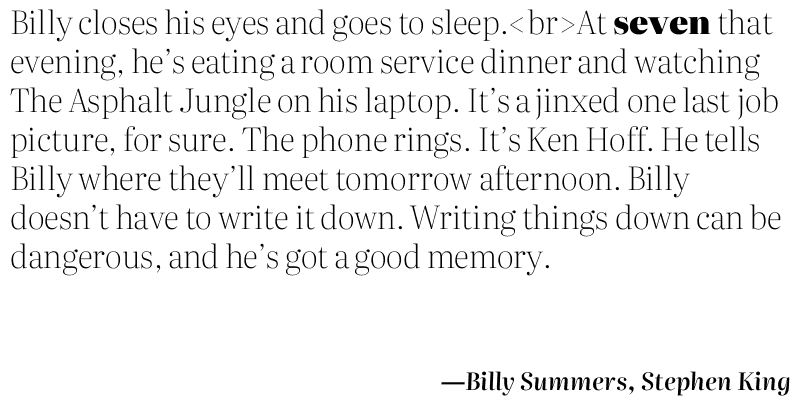 Billy closes his eyes and goes to sleep.<br>At seven that
evening, he’s eating a room service dinner and watching
The Asphalt Jungle on his laptop. It’s a jinxed one last job
picture, for sure. The phone rings. It’s Ken Hoff. He tells
Billy where they’ll meet tomorrow afternoon. Billy
doesn’t have to write it down. Writing things down can be
dangerous, and he’s got a good memory.
—Billy Summers, Stephen King